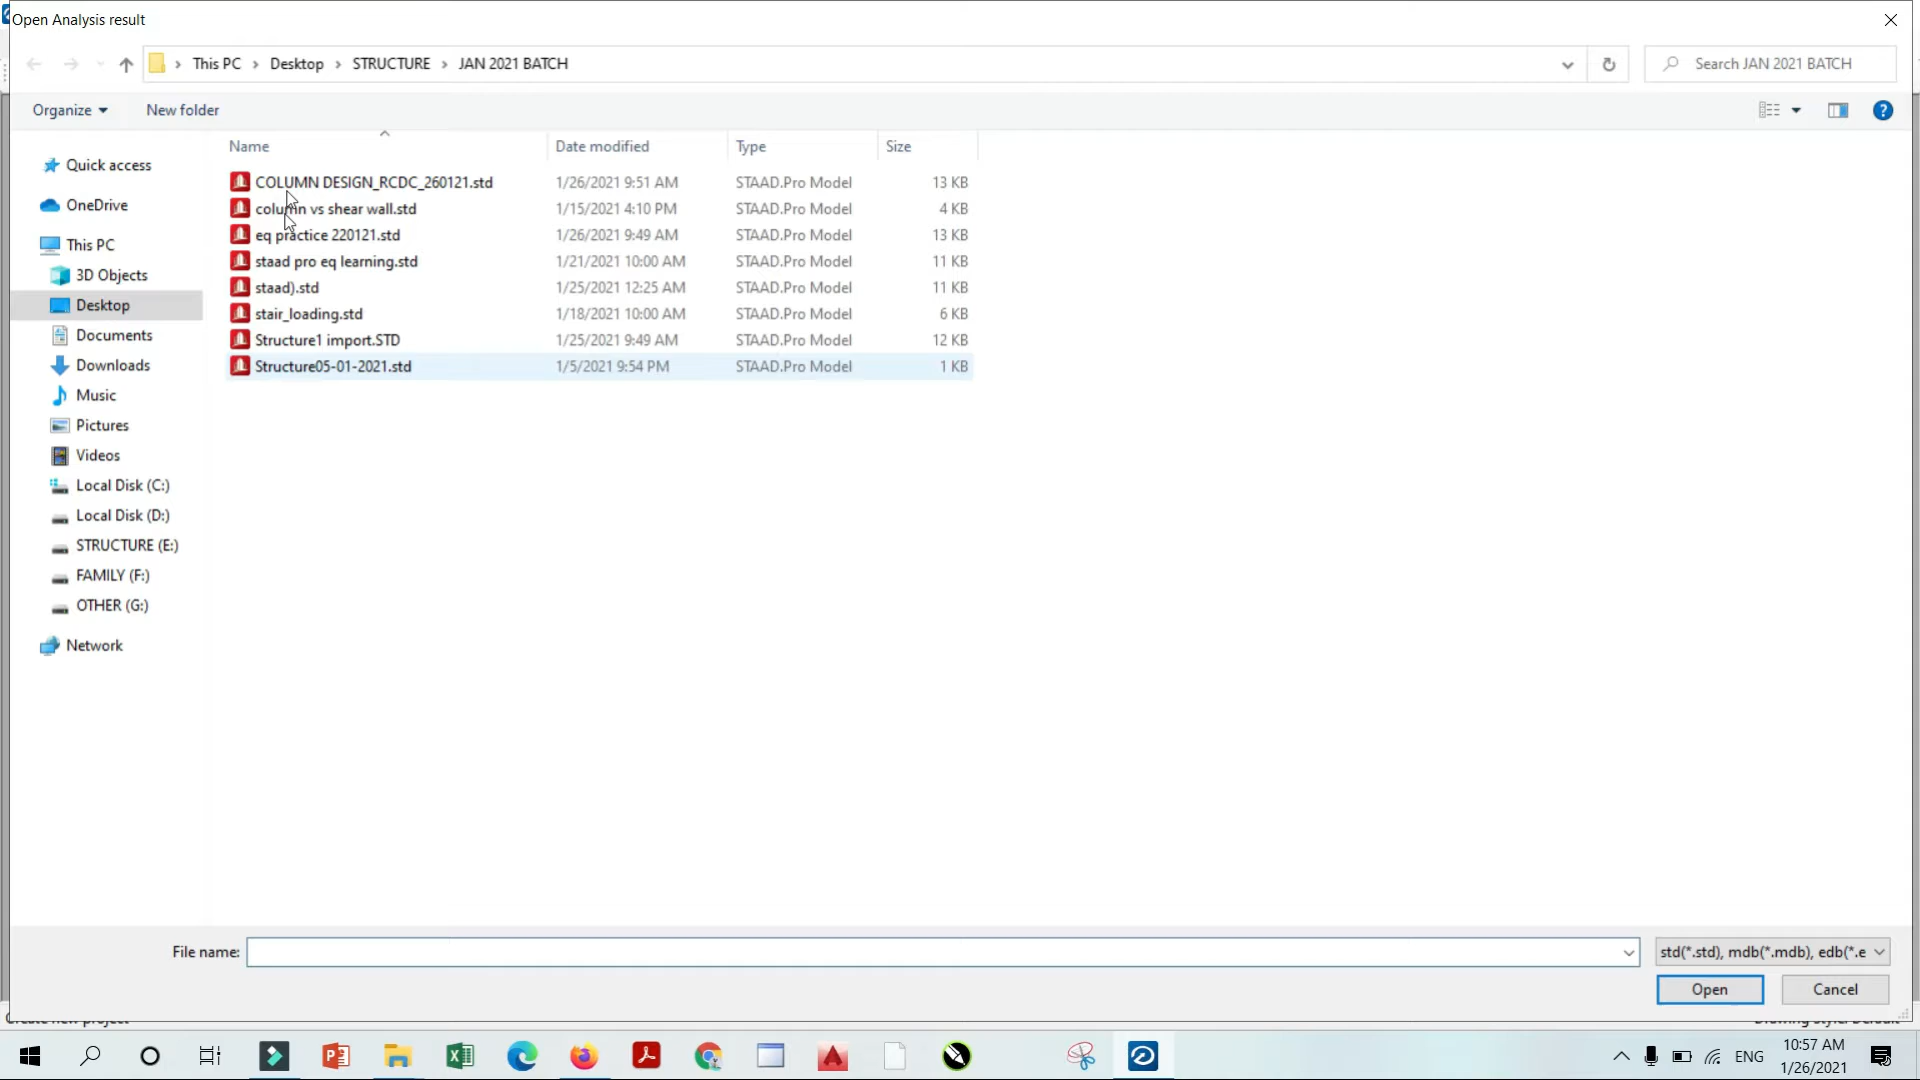 Open Analysis result
This PC > Desktop > STRUCTURE > JAN 2021 BATCH
Search JAN 2021 BATCH
Organize
New folder
Name
Date modified
Type
Size
COLUMN DESIGN_RCDC_260121.std 1/26/2021 9:51 AM STAAD.Pro Model 13 KB
column vs shear wall.std 1/15/2021 4:10 PM STAAD.Pro Model 4 KB
eq practice 220121.std 1/26/2021 9:49 AM STAAD.Pro Model 13 KB
staad pro eq learning.std 1/21/2021 10:00 AM STAAD.Pro Model 11 KB
staad).std 1/25/2021 12:25 AM STAAD.Pro Model 11 KB
stair_loading.std 1/18/2021 10:00 AM STAAD.Pro Model 6 KB
Structure1 import.STD 1/25/2021 9:49 AM STAAD.Pro Model 12 KB
Structure05-01-2021.std 1/5/2021 9:54 PM STAAD.Pro Model 1 KB
Quick access
OneDrive
This PC
3D Objects
Desktop
Documents
Downloads
Music
Pictures
Videos
Local Disk (C:)
Local Disk (D:)
STRUCTURE (E:)
FAMILY (F:)
OTHER (G:)
Network
File name:
std(*.std), mdb(*.mdb), edb(*.e
Open
Cancel
Create new project
Drawing Style: Default
ENG
10:57 AM
1/26/2021